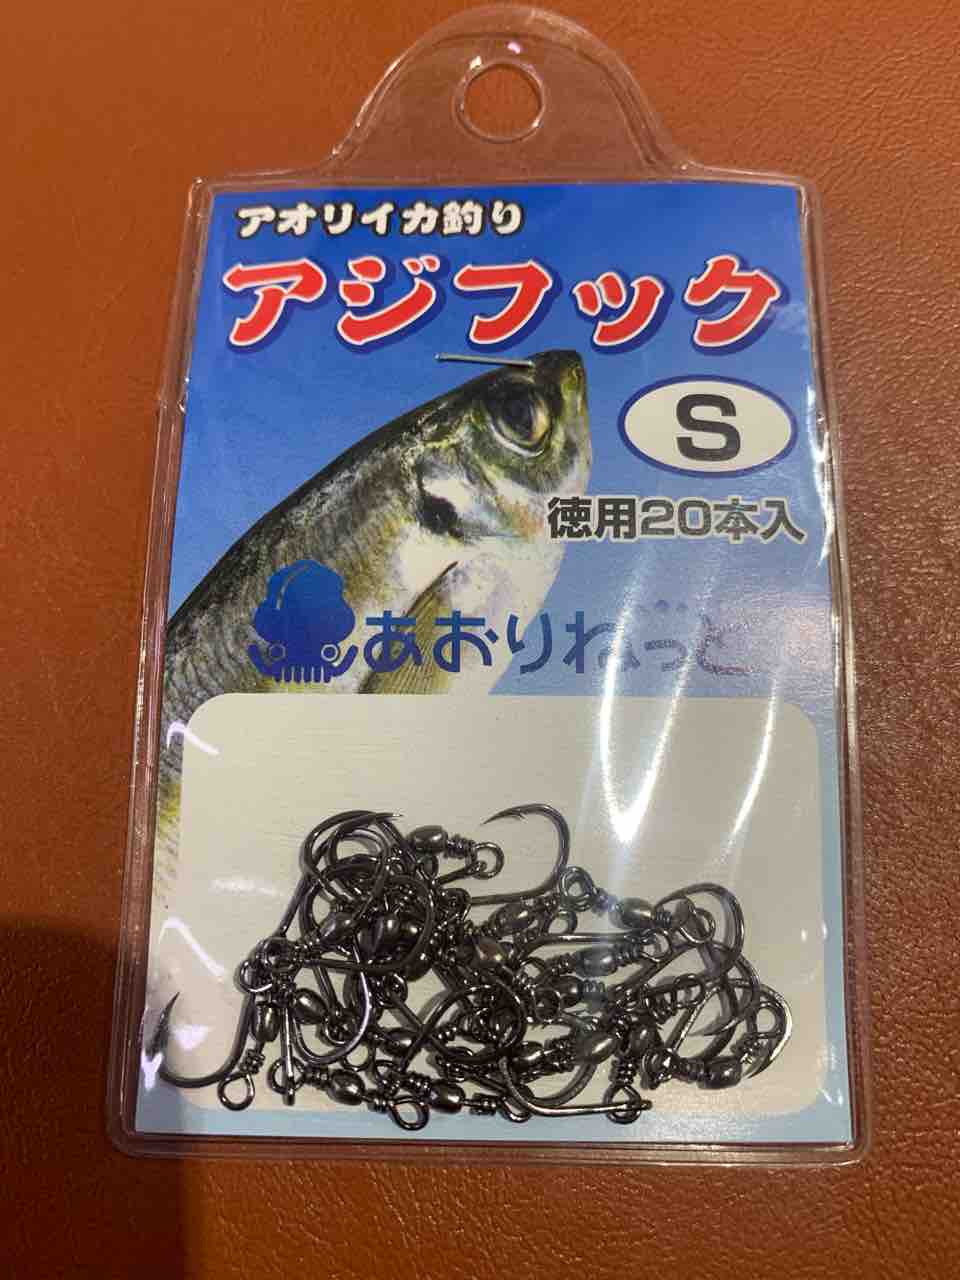 アオリイカ釣り
アジフック
S
徳用20本入
あおりねっと